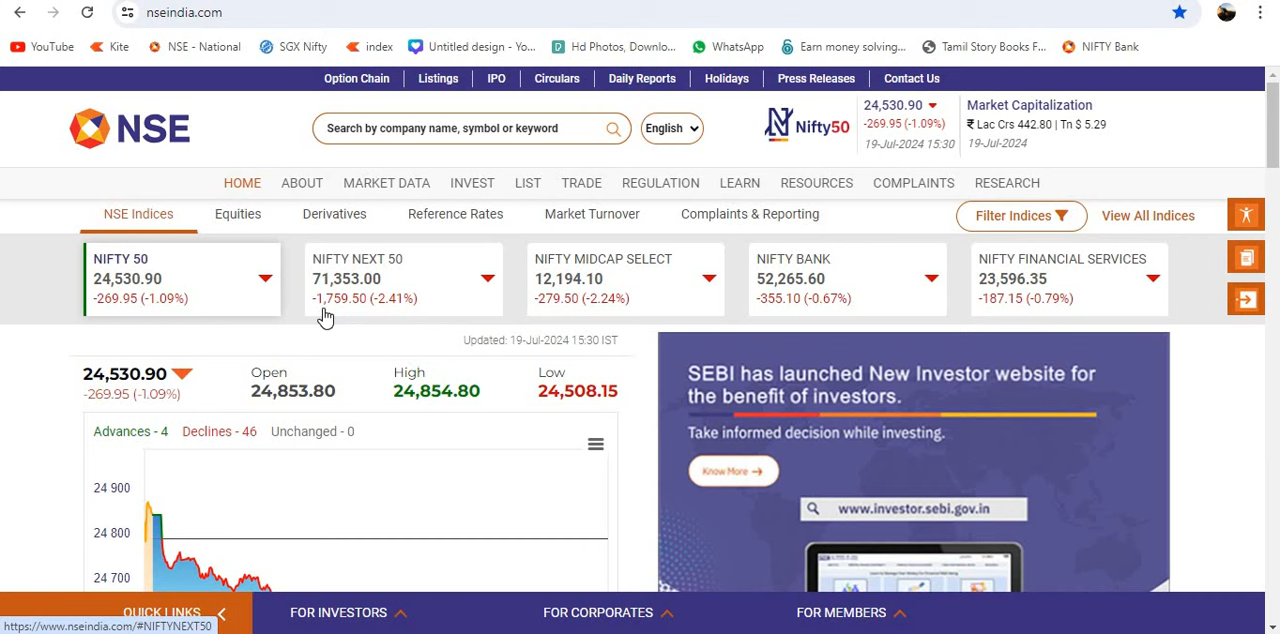 nseindia.com
YouTube Kite NSE - National SGX Nifty index Untitled design - Yo... Hd Photos, Downlo... WhatsApp Earn money solving... Tamil Story Books F... NIFTY Bank
Option Chain Listings IPO Circulars Daily Reports Holidays Press Releases Contact Us
NSE
Search by company name, symbol or keyword
English
Nifty50
24,530.90
-269.95 (-1.09%)
19-Jul-2024 15:30
Market Capitalization
₹ Lac Crs 442.80 | Tn $ 5.29
19-Jul-2024
HOME ABOUT MARKET DATA INVEST LIST TRADE REGULATION LEARN RESOURCES COMPLAINTS RESEARCH
NSE Indices Equities Derivatives Reference Rates Market Turnover Complaints & Reporting Filter Indices View All Indices
NIFTY 50
24,530.90
-269.95 (-1.09%)
NIFTY NEXT 50
71,353.00
-1,759.50 (-2.41%)
NIFTY MIDCAP SELECT
12,194.10
-279.50 (-2.24%)
NIFTY BANK
52,265.60
-355.10 (-0.67%)
NIFTY FINANCIAL SERVICES
23,596.35
-187.15 (-0.79%)
Updated: 19-Jul-2024 15:30 IST
24,530.90
-269.95 (-1.09%)
Open
24,853.80
High
24,854.80
Low
24,508.15
Advances - 4 Declines - 46 Unchanged - 0
24 900
24 800
24 700
SEBI has launched New Investor website for
the benefit of investors.
Take informed decision while investing.
Know More →
www.investor.sebi.gov.in
QUICK LINKS FOR INVESTORS FOR CORPORATES FOR MEMBERS
https://www.nseindia.com/#NIFTYNEXT50